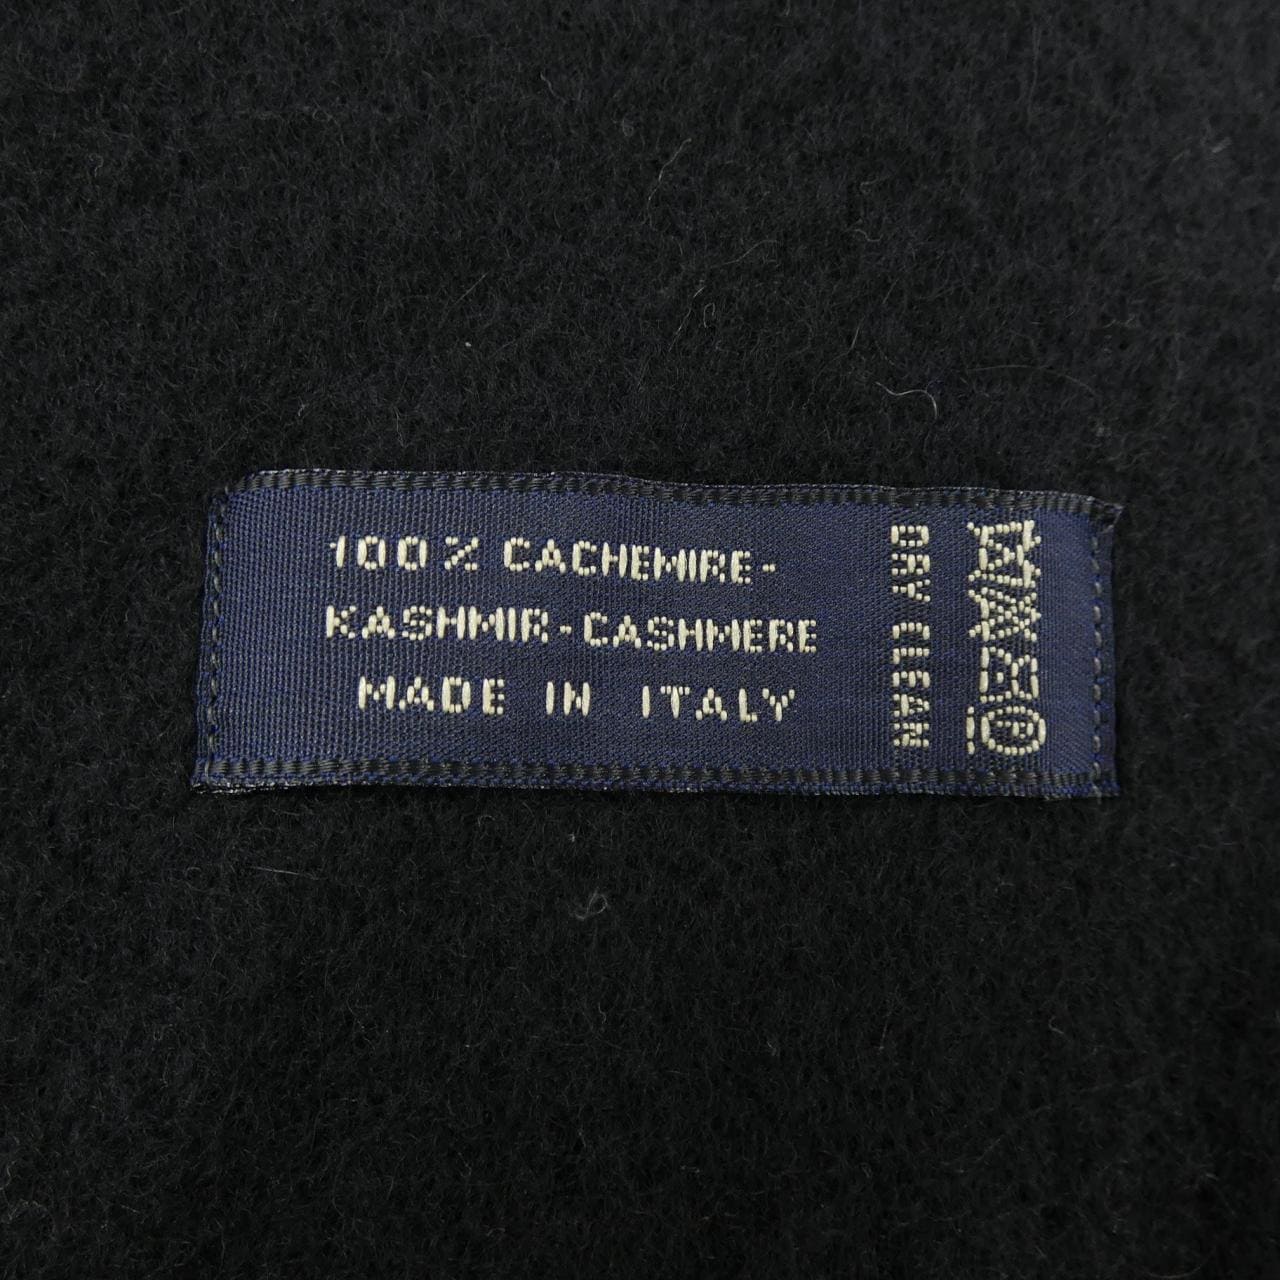 100% CACHEMIRE-
KASHMIR-CASHMERE
MADE IN ITALY
DRY CLEAN